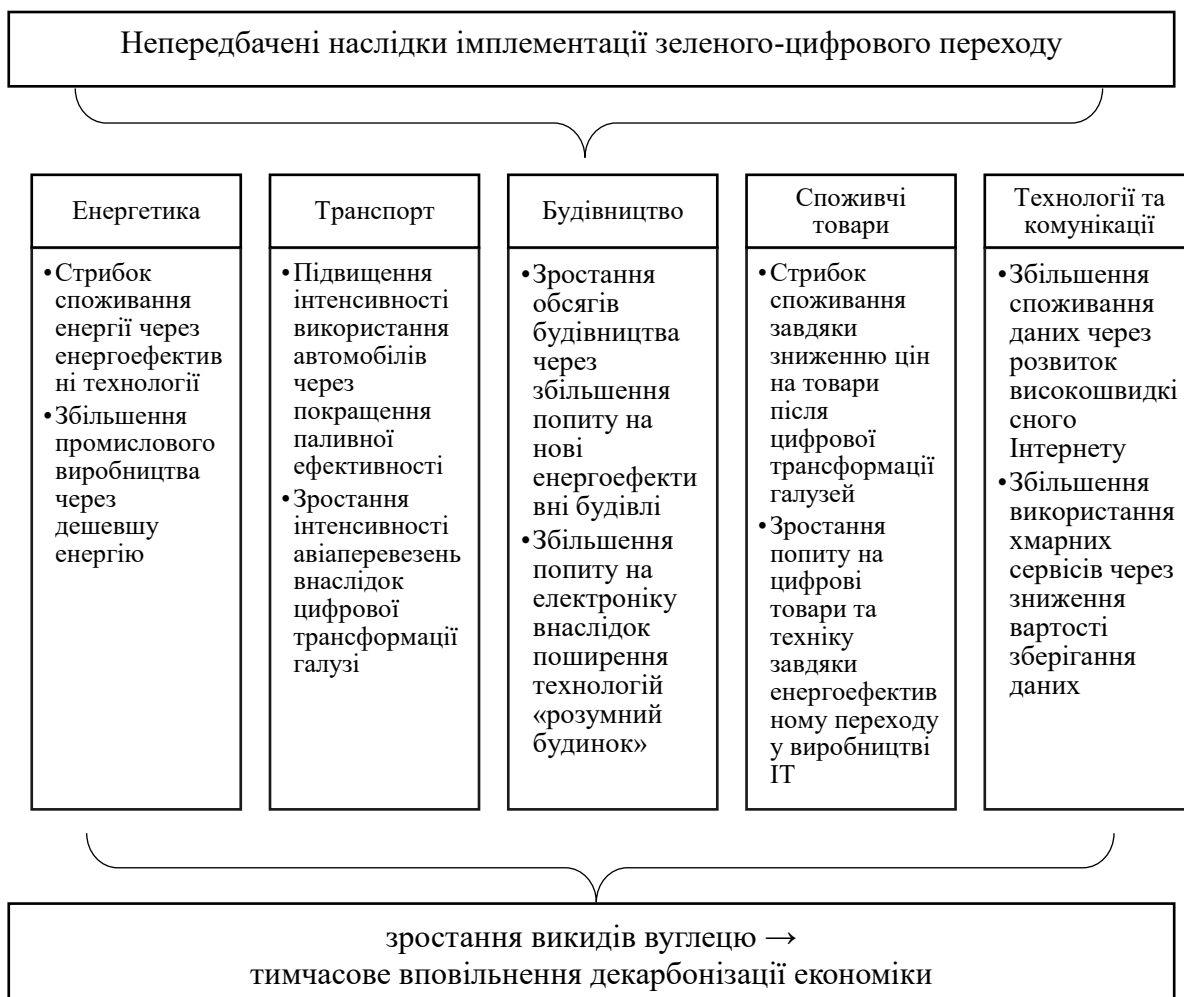 Непередбачені наслідки імплементації зеленого-цифрового переходу
Енергетика
•Стрибок
споживання
енергії через
енергоефектив
ні технології
•Збільшення
промислового
виробництва
через
дешевшу
енергію
Транспорт
•Підвищення
інтенсивності
використання
автомобілів
через
покращення
паливної
ефективності
•Зростання
інтенсивності
авіаперевезень
внаслідок
цифрової
трансформації
галузі
Будівництво
•Зростання
обсягів
будівництва
через
збільшення
попиту на
нові
енергоефекти
вні будівлі
•Збільшення
попиту на
електроніку
внаслідок
поширення
технологій
«розумний
будинок»
Споживчі
товари
•Стрибок
споживання
завдяки
зниженню цін
на товари
після
цифрової
трансформації
галузей
•Зростання
попиту на
цифрові
товари та
техніку
завдяки
енергоефектив
ному переходу
у виробництві
ІТ
Технології та
комунікації
•Збільшення
споживання
даних через
розвиток
високошвидкі
сного
Інтернету
•Збільшення
використання
хмарних
сервісів через
зниження
вартості
зберігання
даних
зростання викидів вуглецю →
тимчасове вповільнення декарбонізації економіки